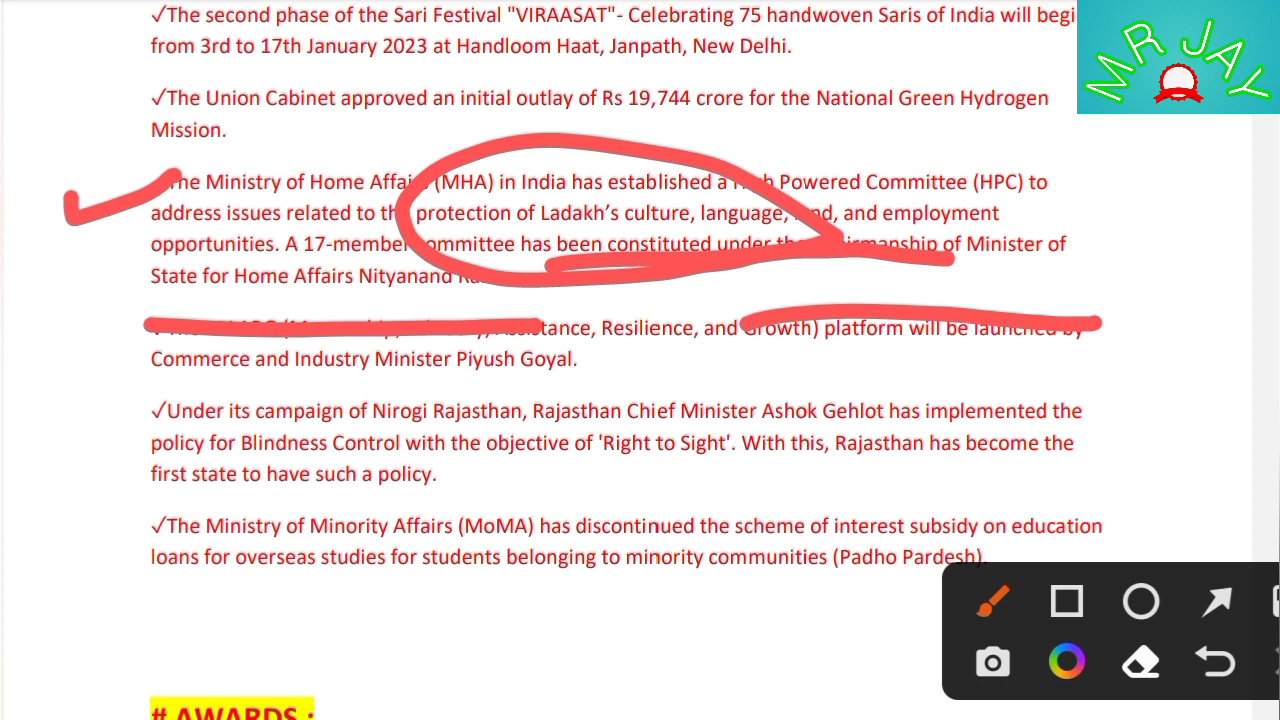 ✓The second phase of the Sari Festival "VIRAASAT"- Celebrating 75 handwoven Saris of India will begi
from 3rd to 17th January 2023 at Handloom Haat, Janpath, New Delhi.
✓The Union Cabinet approved an initial outlay of Rs 19,744 crore for the National Green Hydrogen
Mission.
The Ministry of Home Affairs (MHA) in India has established a High Powered Committee (HPC) to
address issues related to the protection of Ladakh's culture, language, land, and employment
opportunities. A 17-member committee has been constituted under the chairmanship of Minister of
State for Home Affairs Nityanand
Assistance, Resilience, and Growth) platform will be launched by
Commerce and Industry Minister Piyush Goyal.
✓Under its campaign of Nirogi Rajasthan, Rajasthan Chief Minister Ashok Gehlot has implemented the
policy for Blindness Control with the objective of 'Right to Sight'. With this, Rajasthan has become the
first state to have such a policy.
✓The Ministry of Minority Affairs (MoMA) has discontinued the scheme of interest subsidy on education
loans for overseas studies for students belonging to minority communities (Padho Pardesh).
# AWARDS :
MR JAY